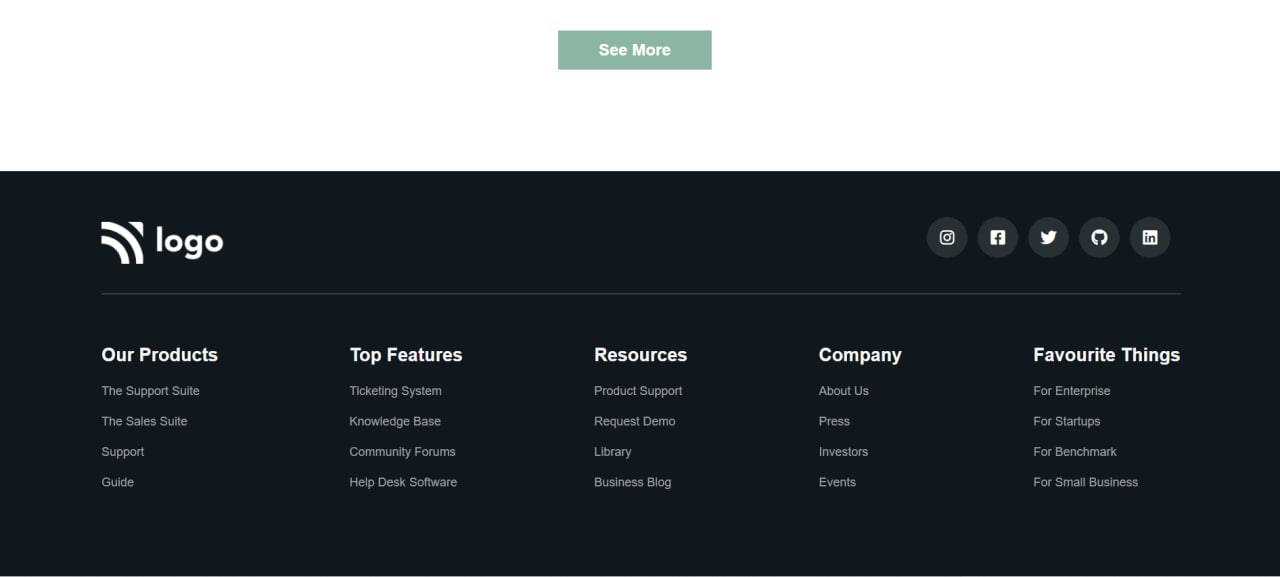 See More
logo
Our Products Top Features Resources Company Favourite Things
The Support Suite Ticketing System Product Support About Us For Enterprise
The Sales Suite Knowledge Base Request Demo Press For Startups
Support Community Forums Library Investors For Benchmark
Guide Help Desk Software Business Blog Events For Small Business